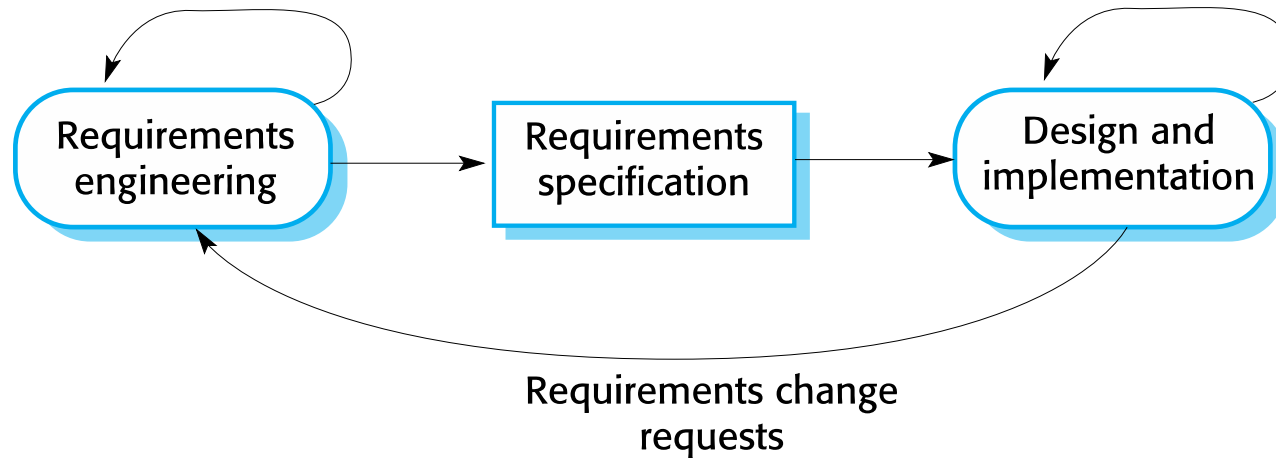 Requirements
engineering
Requirements
specification
Design and
implementation
Requirements change
requests